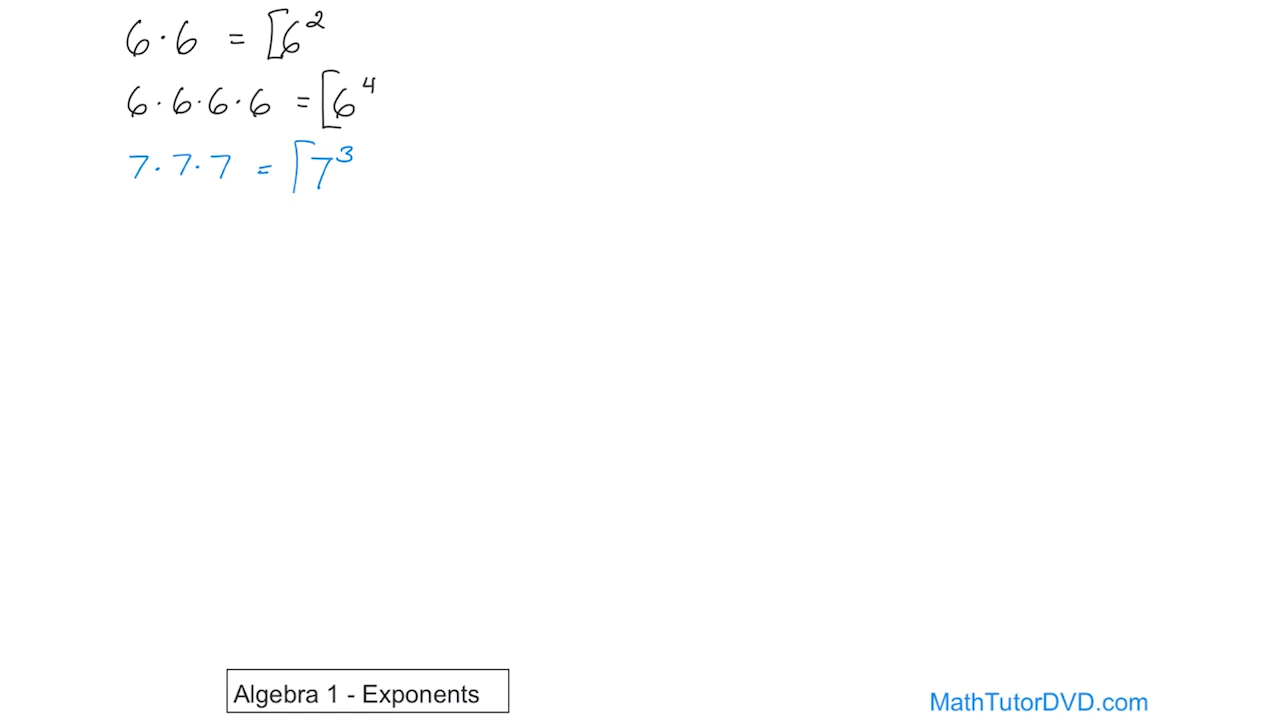 6 · 6 = [6²
6 · 6 · 6 · 6 = [6⁴
7 · 7 · 7 = ⌈7³
Algebra 1 - Exponents
MathTutorDVD.com